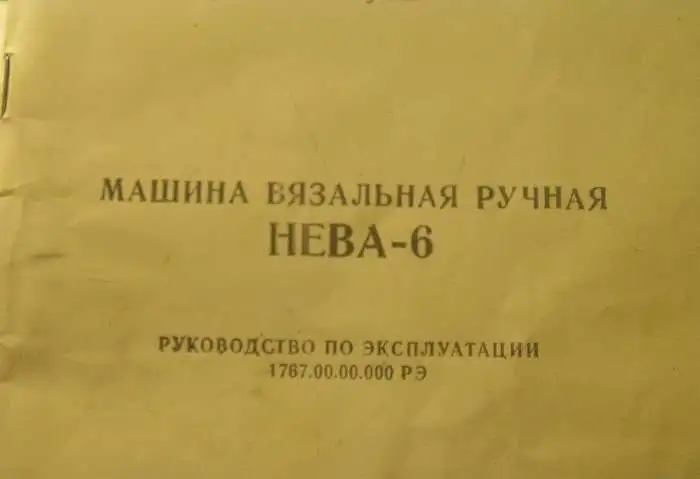 МАШИНА ВЯЗАЛЬНАЯ РУЧНАЯ
НЕВА-6
РУКОВОДСТВО ПО ЭКСПЛУАТАЦИИ
1767.00.00.000 РЭ